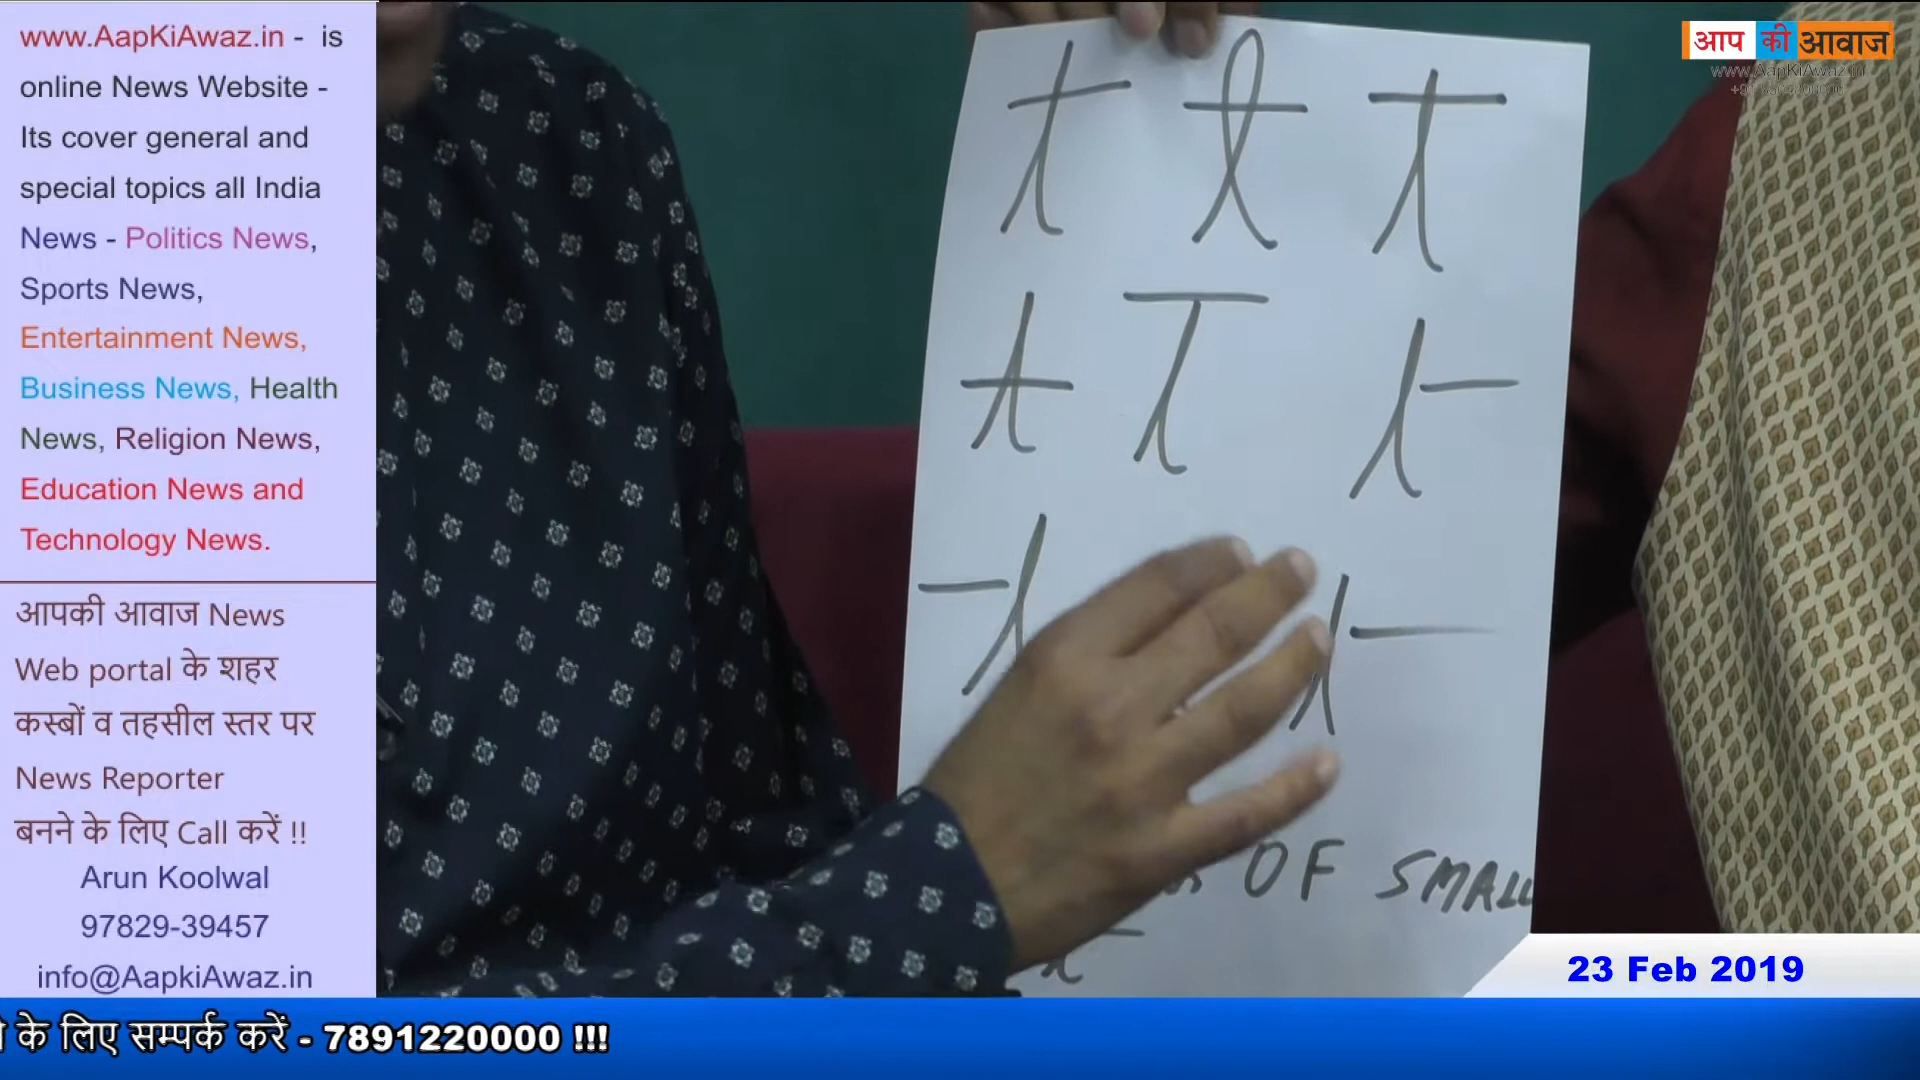 www.AapKiAwaz.in - is
online News Website -
Its cover general and
special topics all India
News - Politics News,
Sports News,
Entertainment News,
Business News, Health
News, Religion News,
Education News and
Technology News.
आपकी आवाज News
Web portal के शहर
कस्बों व तहसील स्तर पर
News Reporter
बनने के लिए Call करें !!
Arun Koolwal
97829-39457
info@AapkiAwaz.in
आप की आवाज
www.AapKiAwaz.in
t t t
t t t
t t
OF SMALL
t
23 Feb 2019
के लिए सम्पर्क करें - 7891220000 !!!